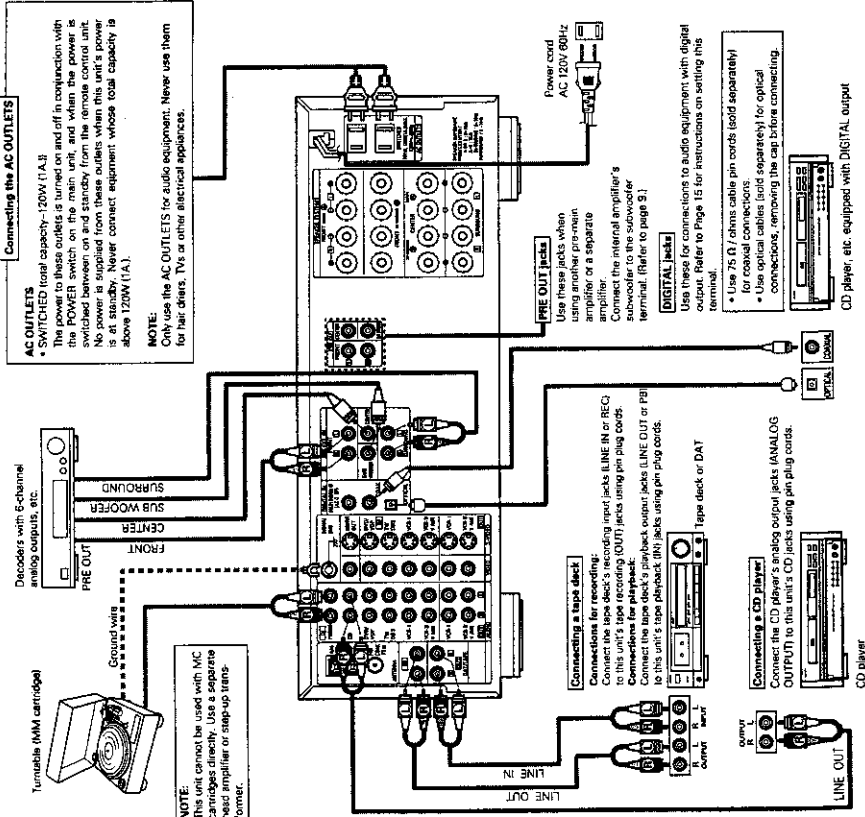 Connecting the AC OUTLETS
AC OUTLETS
• SWITCHED (total capacity–120W (1A.))
The power to these outlets is turned on and off in conjunction with
the POWER switch on the main unit, and when the power is
switched between on and standby from the remote control unit.
No power is supplied from these outlets when this unit's power
is at standby. Never connect equipment whose total capacity is
above 120W (1A.).
NOTE:
Only use the AC OUTLETS for audio equipment. Never use them
for hair driers, TVs or other electrical appliances.
Decoders with 6-channel
analog outputs, etc.
PRE OUT
FRONT
CENTER
SUB WOOFER
SURROUND
Turntable (MM cartridge)
Ground wire
NOTE:
This unit cannot be used with MC
cartridges directly. Use a separate
head amplifier or step-up trans-
former.
Power cord
AC 120V 60Hz
PRE OUT jacks
Use these jacks when
using another pre-main
amplifier or a separate
amplifier.
Connect the internal amplifier's
subwoofer to the subwoofer
terminal. (Refer to page 9.)
DIGITAL jacks
Use these for connections to audio equipment with digital
output. Refer to Page 15 for instructions on setting this
terminal.
• Use 75 Ω / ohms cable pin cords (sold separately)
for coaxial connections.
• Use optical cables (sold separately) for optical
connections, removing the cap before connecting.
CD player, etc. equipped with DIGITAL output
OPTICAL
COAXIAL
Connecting a tape deck
Connections for recording:
Connect the tape deck's recording input jacks (LINE IN or REC)
to this unit's tape recording (OUT) jacks using pin plug cords.
Connections for playback:
Connect the tape deck's playback output jacks (LINE OUT or PB)
to this unit's tape playback (IN) jacks using pin plug cords.
Tape deck or DAT
LINE IN
LINE OUT
R L
OUTPUT
R L
INPUT
Connecting a CD player
Connect the CD player's analog output jacks (ANALOG
OUTPUT) to this unit's CD jacks using pin plug cords.
CD player
OUTPUT
R L
LINE OUT